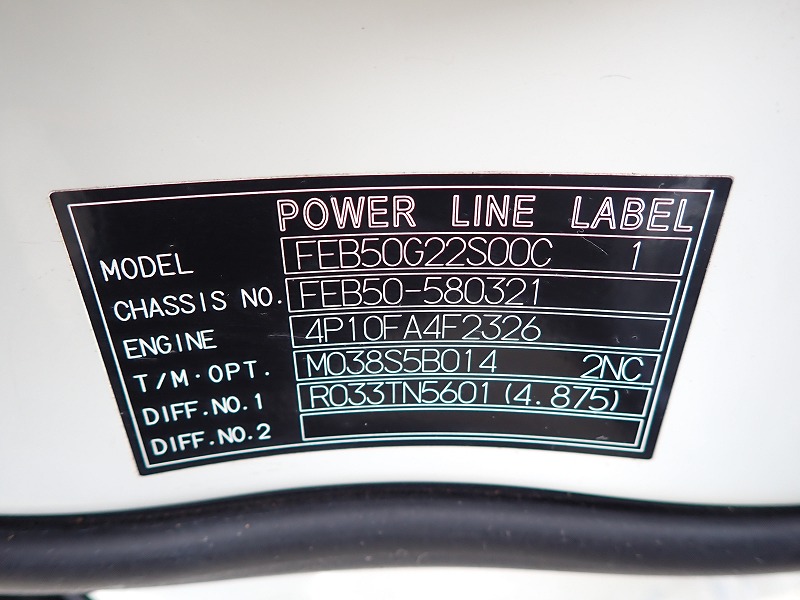 POWER LINE LABEL
MODEL FEB50G22S00C 1
CHASSIS NO. FEB50-580321
ENGINE 4P10FA4F2326
T/M·OPT. M038S5B014 2NC
DIFF.NO.1 R033TN5601(4.875)
DIFF.NO.2